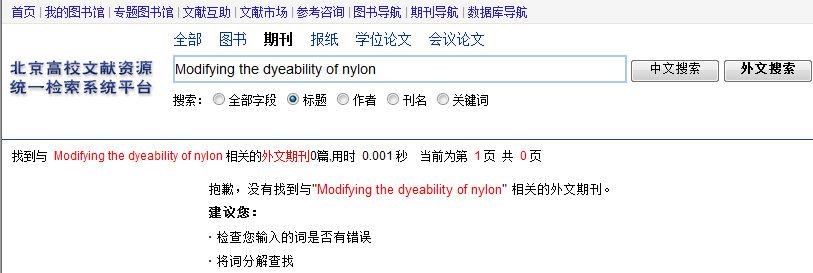 首页 | 我的图书馆 | 专题图书馆 | 文献互助 | 文献市场 | 参考咨询 | 图书导航 | 期刊导航 | 数据库导航
全部 图书 期刊 报纸 学位论文 会议论文
北京高校文献资源
统一检索系统平台
Modifying the dyeability of nylon 中文搜索 外文搜索
搜索： 全部字段 标题 作者 刊名 关键词
找到与 Modifying the dyeability of nylon 相关的外文期刊0篇,用时 0.001秒 当前为第 1页 共 0页
抱歉，没有找到与"Modifying the dyeability of nylon" 相关的外文期刊。
建议您：
· 检查您输入的词是否有错误
· 将词分解查找